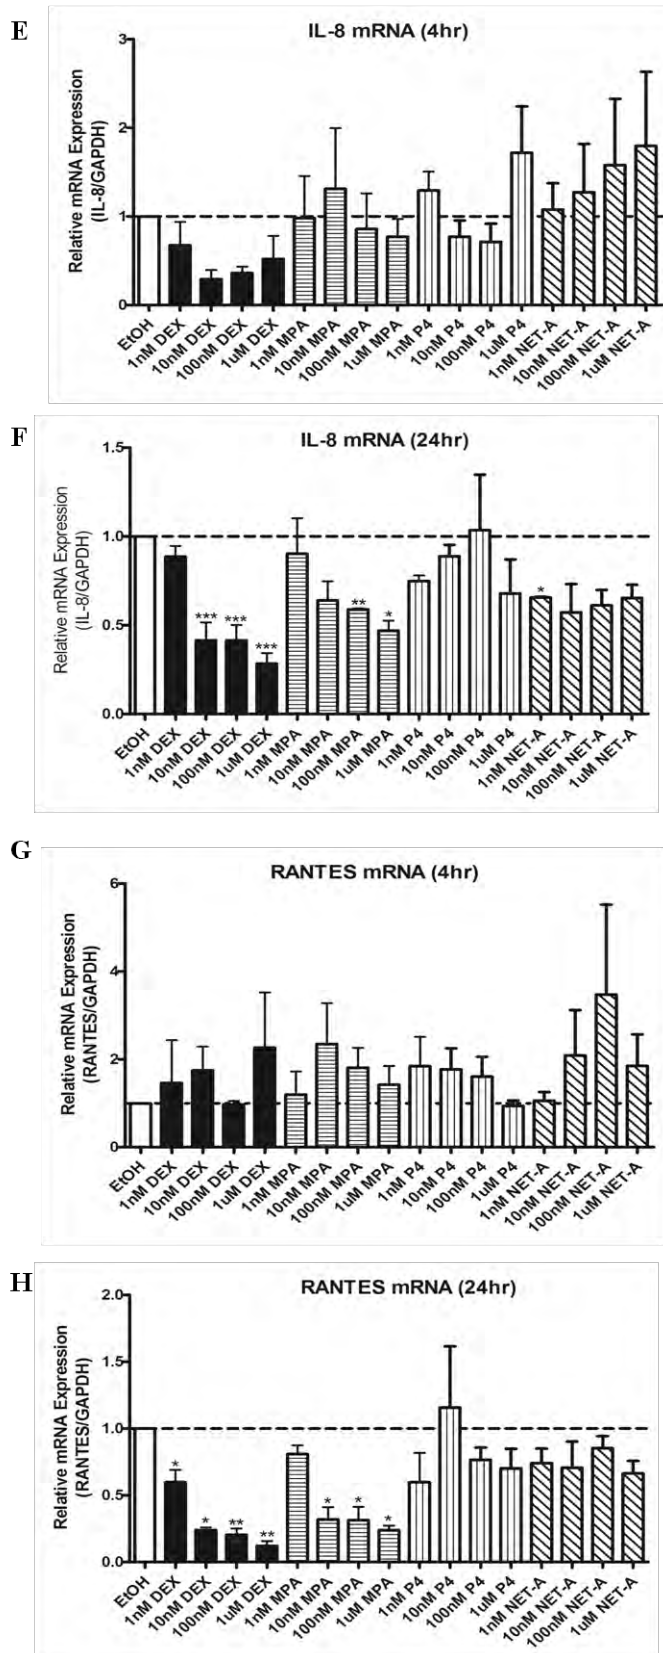 E
IL-8 mRNA (4hr)
Relative mRNA Expression
(IL-8/GAPDH)
3
2
1
0
EtOH
1nM DEX
10nM DEX
100nM DEX
1uM DEX
1nM MPA
10nM MPA
100nM MPA
1uM MPA
1nM P4
10nM P4
100nM P4
1uM P4
1nM NET-A
10nM NET-A
100nM NET-A
1uM NET-A
F
IL-8 mRNA (24hr)
Relative mRNA Expression
(IL-8/GAPDH)
1.5
1.0
0.5
0.0
*** *** *** ** * *
EtOH
1nM DEX
10nM DEX
100nM DEX
1uM DEX
1nM MPA
10nM MPA
100nM MPA
1uM MPA
1nM P4
10nM P4
100nM P4
1uM P4
1nM NET-A
10nM NET-A
100nM NET-A
1uM NET-A
G
RANTES mRNA (4hr)
Relative mRNA Expression
(RANTES/GAPDH)
6
4
2
0
EtOH
1nM DEX
10nM DEX
100nM DEX
1uM DEX
1nM MPA
10nM MPA
100nM MPA
1uM MPA
1nM P4
10nM P4
100nM P4
1uM P4
1nM NET-A
10nM NET-A
100nM NET-A
1uM NET-A
H
RANTES mRNA (24hr)
Relative mRNA Expression
(RANTES/GAPDH)
2.0
1.5
1.0
0.5
0.0
* * ** ** * * *
EtOH
1nM DEX
10nM DEX
100nM DEX
1uM DEX
1nM MPA
10nM MPA
100nM MPA
1uM MPA
1nM P4
10nM P4
100nM P4
1uM P4
1nM NET-A
10nM NET-A
100nM NET-A
1uM NET-A